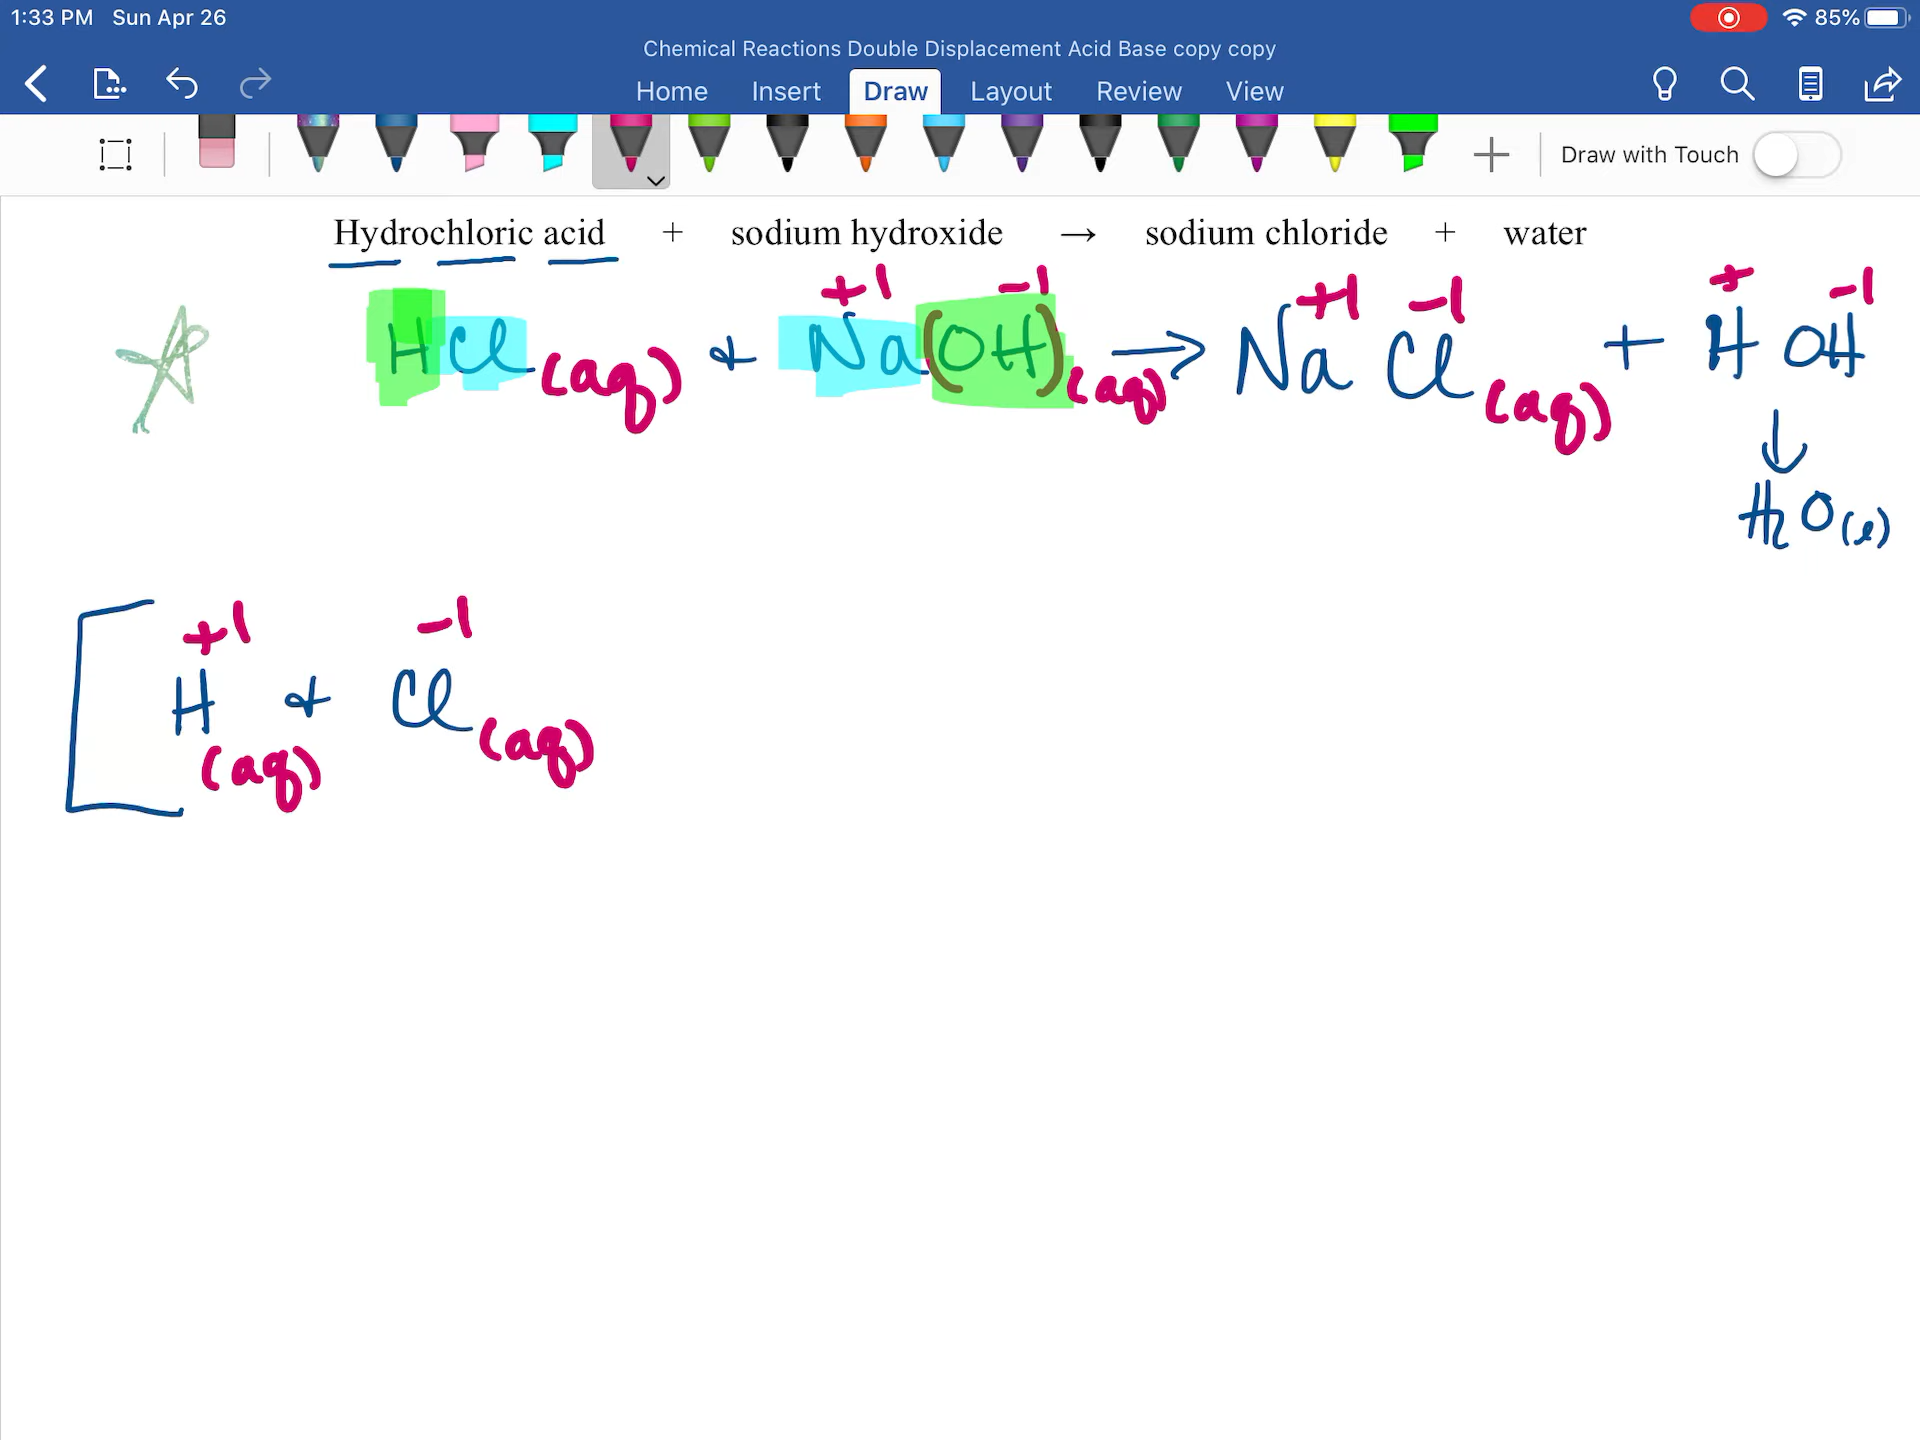 1:33 PM Sun Apr 26 85%
Chemical Reactions Double Displacement Acid Base copy copy
Home Insert Draw Layout Review View
Draw with Touch
Hydrochloric acid + sodium hydroxide → sodium chloride + water
+1 -1 +1 -1 + -1
HCl(aq) + Na(OH)(aq) → NaCl(aq) + H OH
↓
H₂O(l)
+1 -1
H(aq) + Cl(aq)